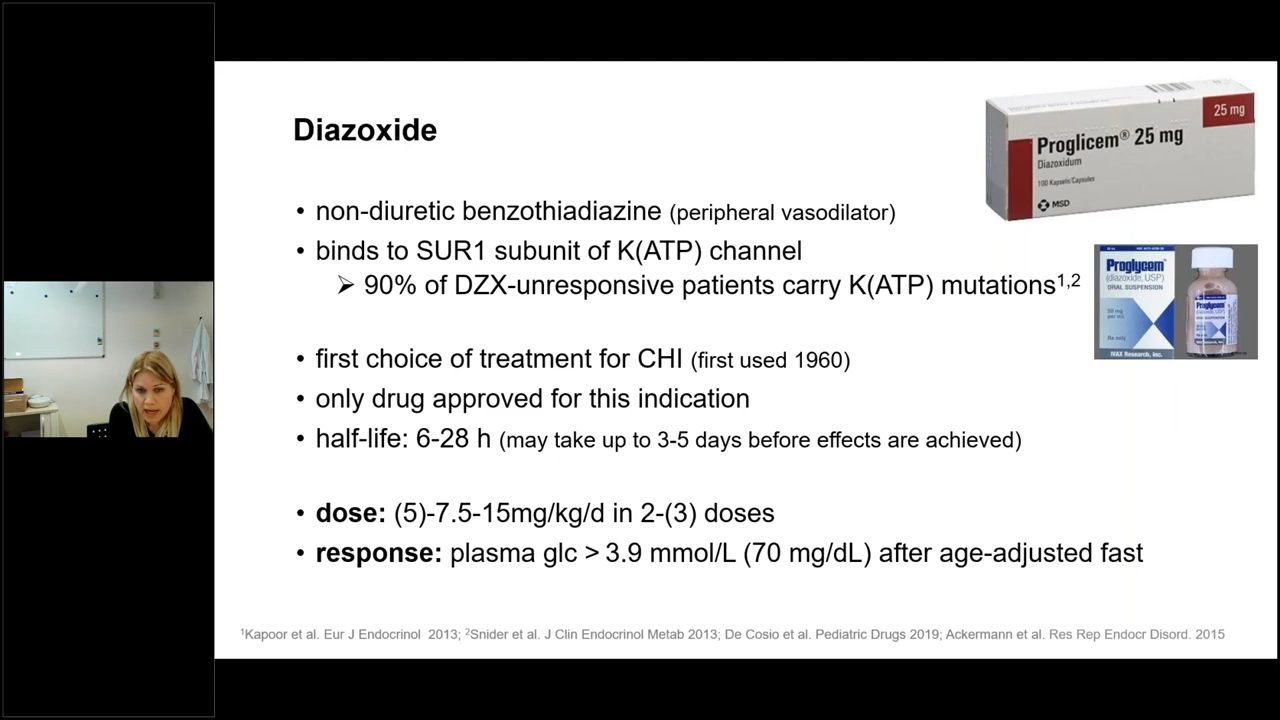 Diazoxide
• non-diuretic benzothiadiazine (peripheral vasodilator)
• binds to SUR1 subunit of K(ATP) channel
➢ 90% of DZX-unresponsive patients carry K(ATP) mutations1,2
• first choice of treatment for CHI (first used 1960)
• only drug approved for this indication
• half-life: 6-28 h (may take up to 3-5 days before effects are achieved)
• dose: (5)-7.5-15mg/kg/d in 2-(3) doses
• response: plasma glc > 3.9 mmol/L (70 mg/dL) after age-adjusted fast
1Kapoor et al. Eur J Endocrinol 2013; 2Snider et al. J Clin Endocrinol Metab 2013; De Cosio et al. Pediatric Drugs 2019; Ackermann et al. Res Rep Endocr Disord. 2015
25 mg
Proglicem® 25 mg
Diazoxidum
100 Kapseln/Capsules
MSD
Proglycem
(diazoxide, USP)
ORAL SUSPENSION
50 mg
per mL
Rx only
IVAX Research, Inc.
Proglycem